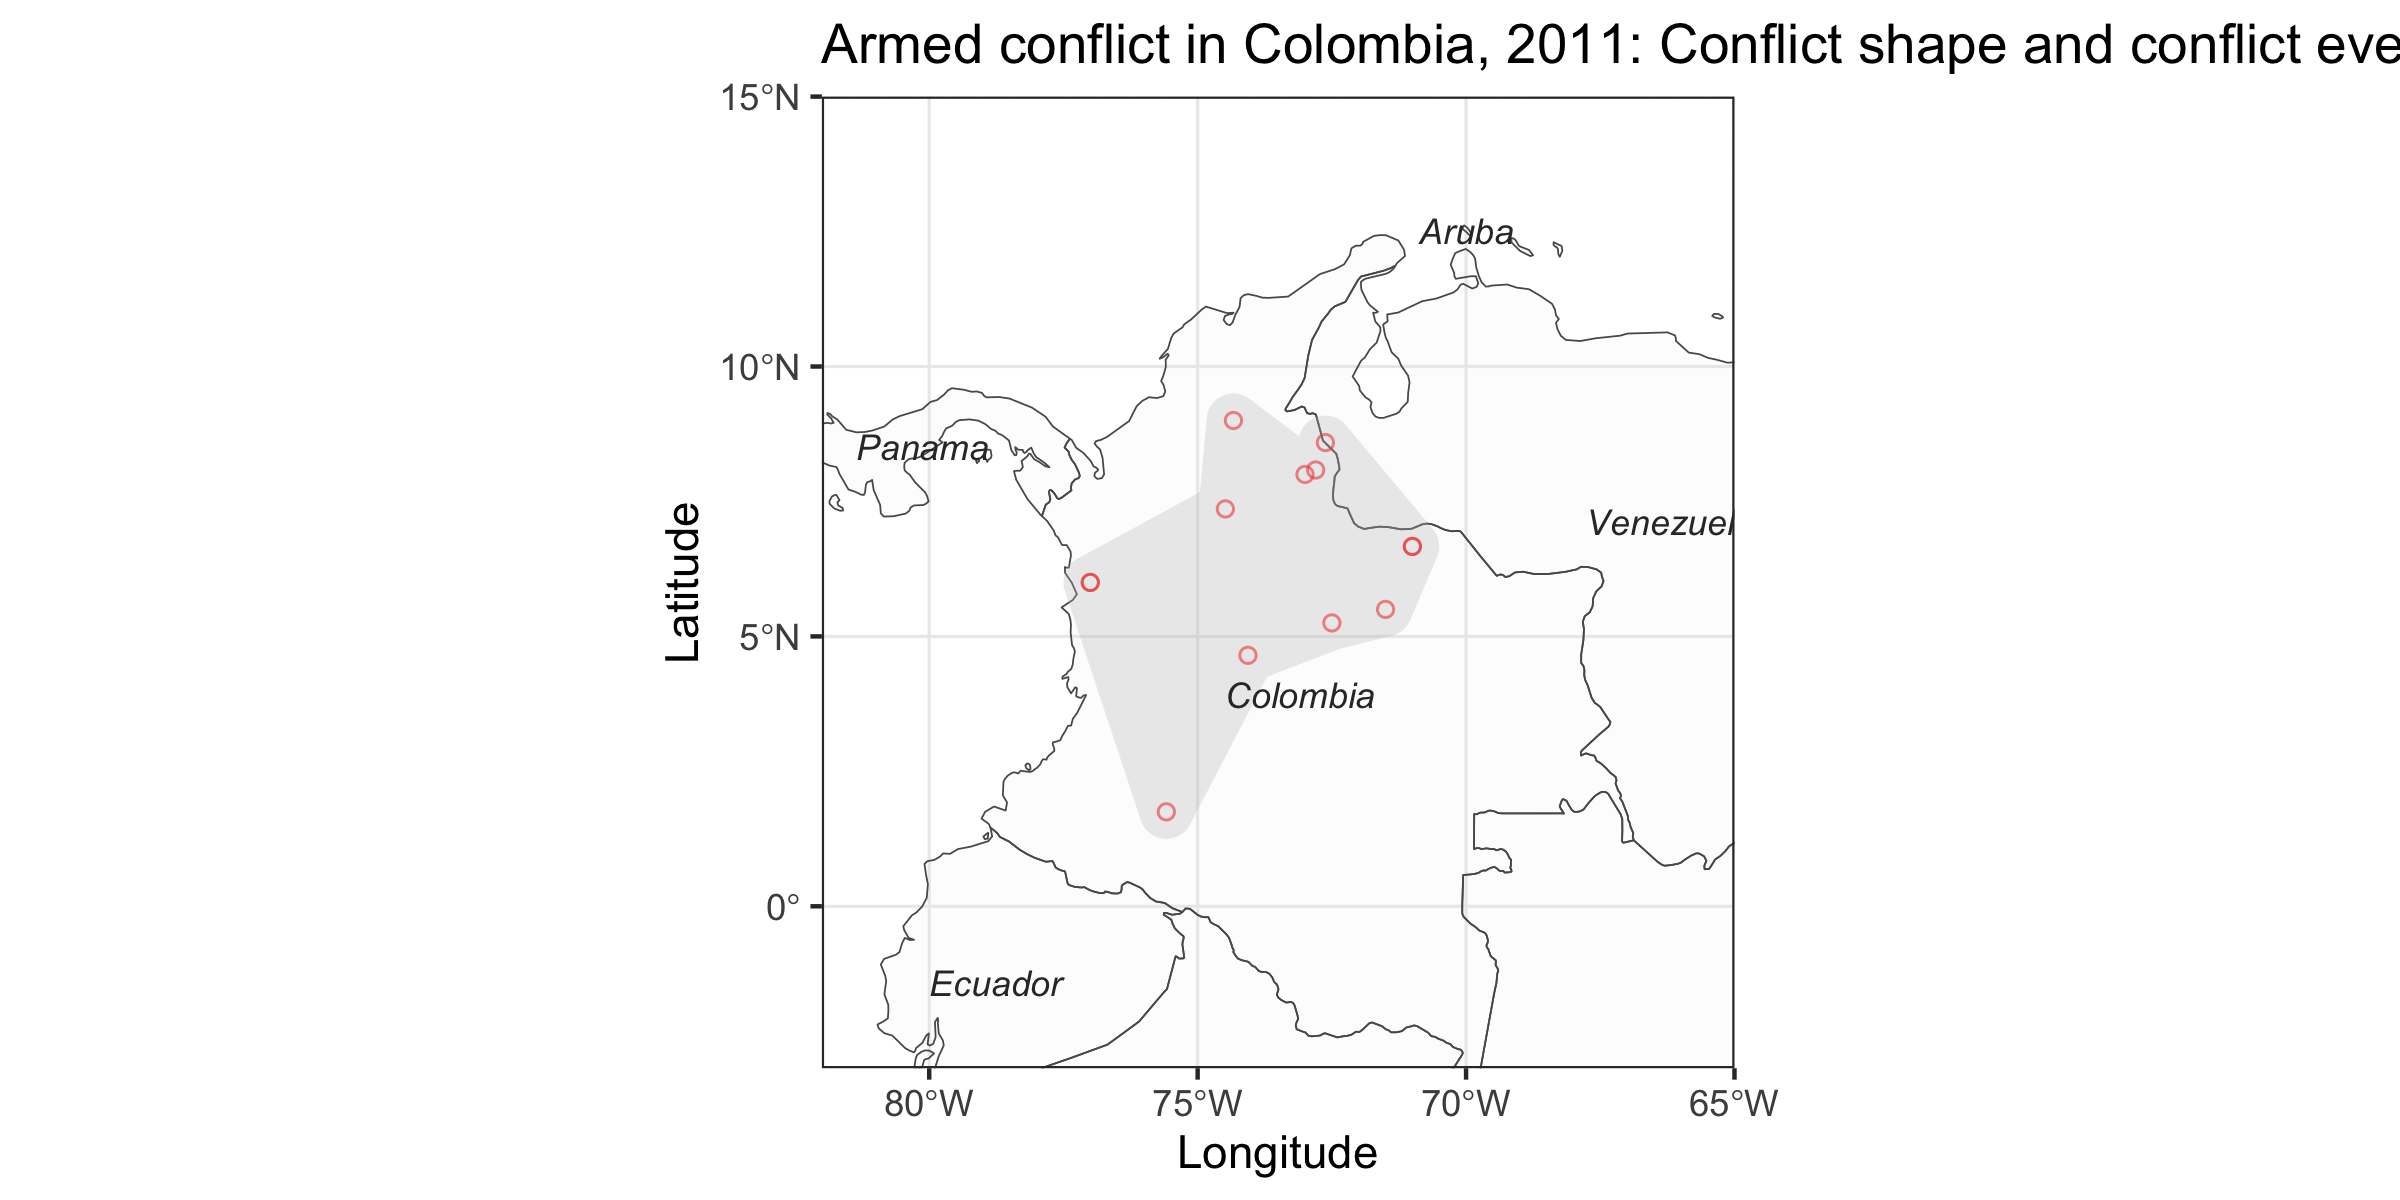 Armed conflict in Colombia, 2011: Conflict shape and conflict eve
15°N
Aruba
10°N
Panama
Venezuel
Latitude
5°N
Colombia
0°
Ecuador
80°W
75°W
70°W
65°W
Longitude